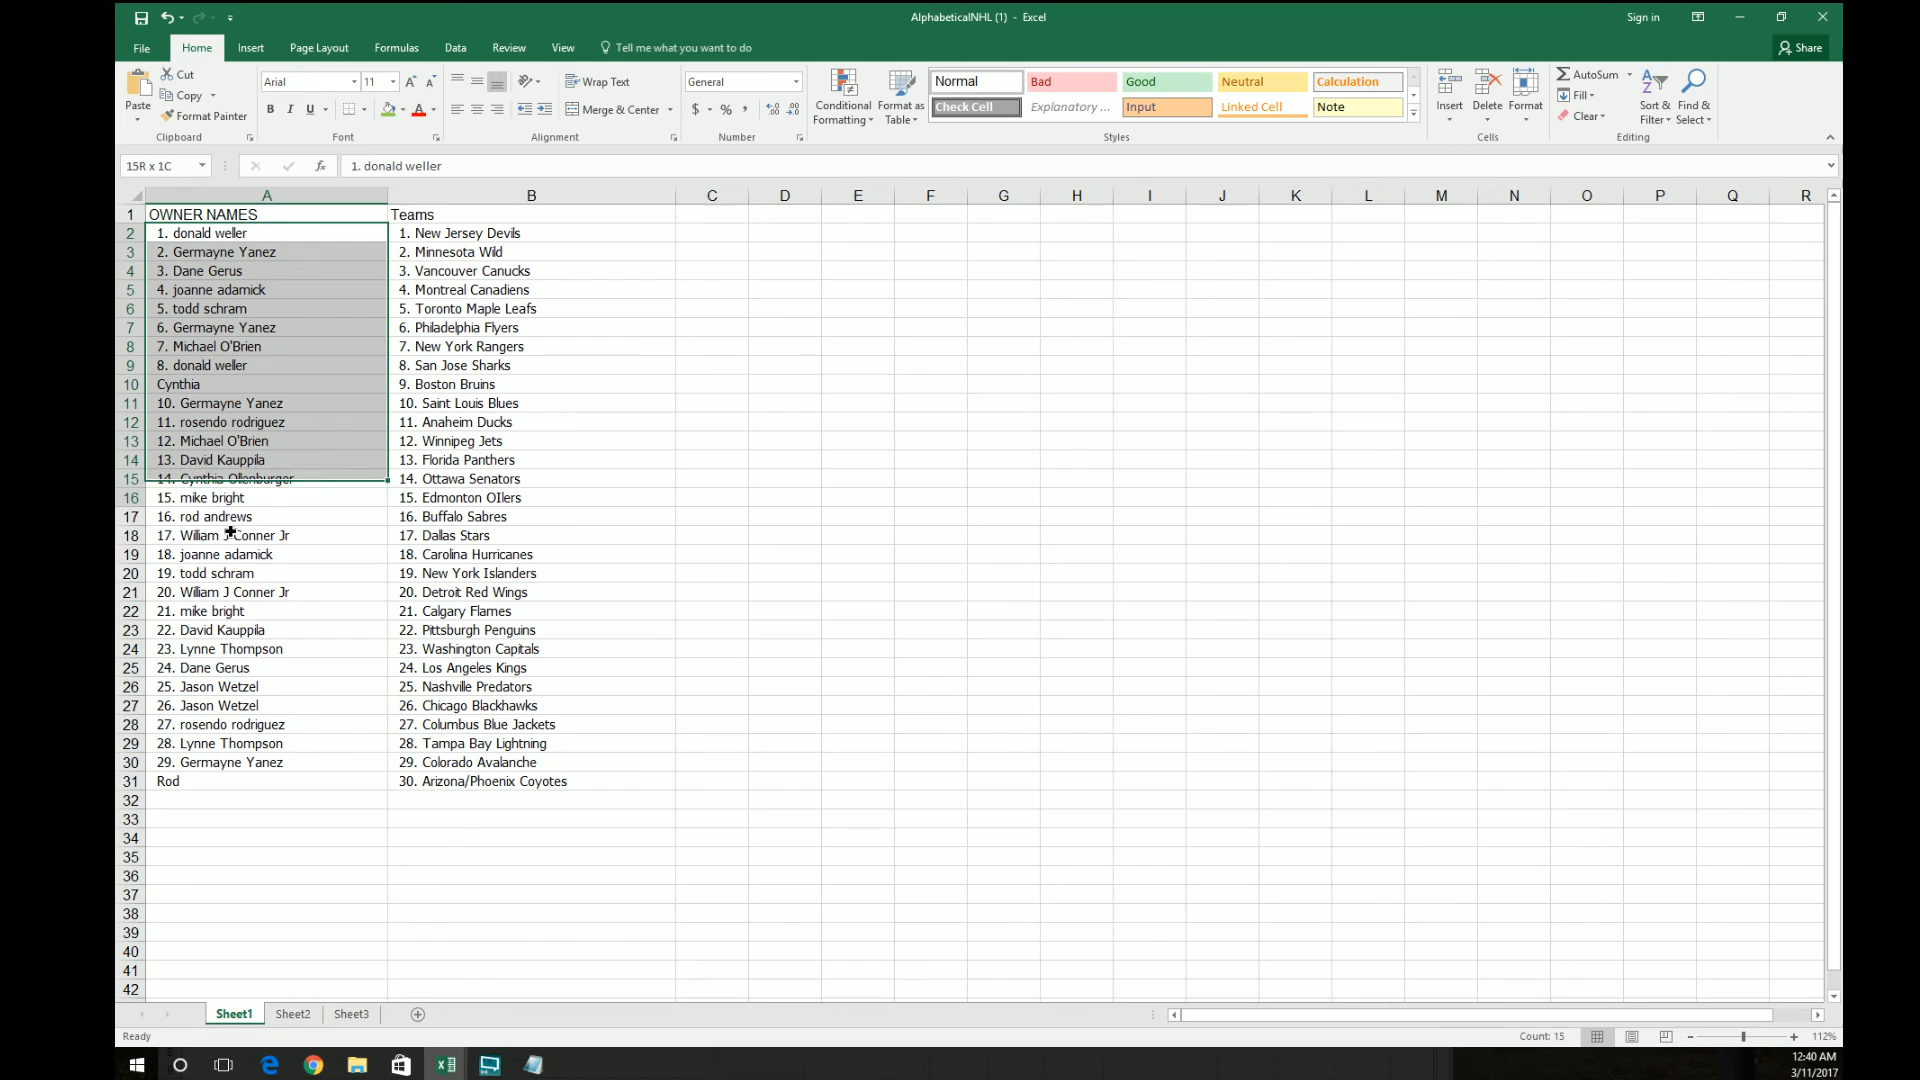 AlphabeticalNHL (1) - Excel
Sign in
File Home Insert Page Layout Formulas Data Review View Tell me what you want to do Share
Paste Cut Copy Format Painter Clipboard
Arial 11 B I U A Font
Wrap Text Merge & Center Alignment
General $ % , Number
Conditional Formatting Format as Table
Normal Bad Good Neutral Calculation
Check Cell Explanatory ... Input Linked Cell Note
Styles
Insert Delete Format Cells
AutoSum Fill Clear Sort & Filter Find & Select Editing
15R x 1C fx 1. donald weller
A B C D E F G H I J K L M N O P Q R
1 OWNER NAMES Teams
2 1. donald weller 1. New Jersey Devils
3 2. Germayne Yanez 2. Minnesota Wild
4 3. Dane Gerus 3. Vancouver Canucks
5 4. joanne adamick 4. Montreal Canadiens
6 5. todd schram 5. Toronto Maple Leafs
7 6. Germayne Yanez 6. Philadelphia Flyers
8 7. Michael O'Brien 7. New York Rangers
9 8. donald weller 8. San Jose Sharks
10 Cynthia 9. Boston Bruins
11 10. Germayne Yanez 10. Saint Louis Blues
12 11. rosendo rodriguez 11. Anaheim Ducks
13 12. Michael O'Brien 12. Winnipeg Jets
14 13. David Kauppila 13. Florida Panthers
15 14. Cynthia Ollenburger 14. Ottawa Senators
16 15. mike bright 15. Edmonton OIlers
17 16. rod andrews 16. Buffalo Sabres
18 17. William J Conner Jr 17. Dallas Stars
19 18. joanne adamick 18. Carolina Hurricanes
20 19. todd schram 19. New York Islanders
21 20. William J Conner Jr 20. Detroit Red Wings
22 21. mike bright 21. Calgary Flames
23 22. David Kauppila 22. Pittsburgh Penguins
24 23. Lynne Thompson 23. Washington Capitals
25 24. Dane Gerus 24. Los Angeles Kings
26 25. Jason Wetzel 25. Nashville Predators
27 26. Jason Wetzel 26. Chicago Blackhawks
28 27. rosendo rodriguez 27. Columbus Blue Jackets
29 28. Lynne Thompson 28. Tampa Bay Lightning
30 29. Germayne Yanez 29. Colorado Avalanche
31 Rod 30. Arizona/Phoenix Coyotes
32
33
34
35
36
37
38
39
40
41
42
Sheet1 Sheet2 Sheet3
Ready Count: 15 112%
12:40 AM
3/11/2017